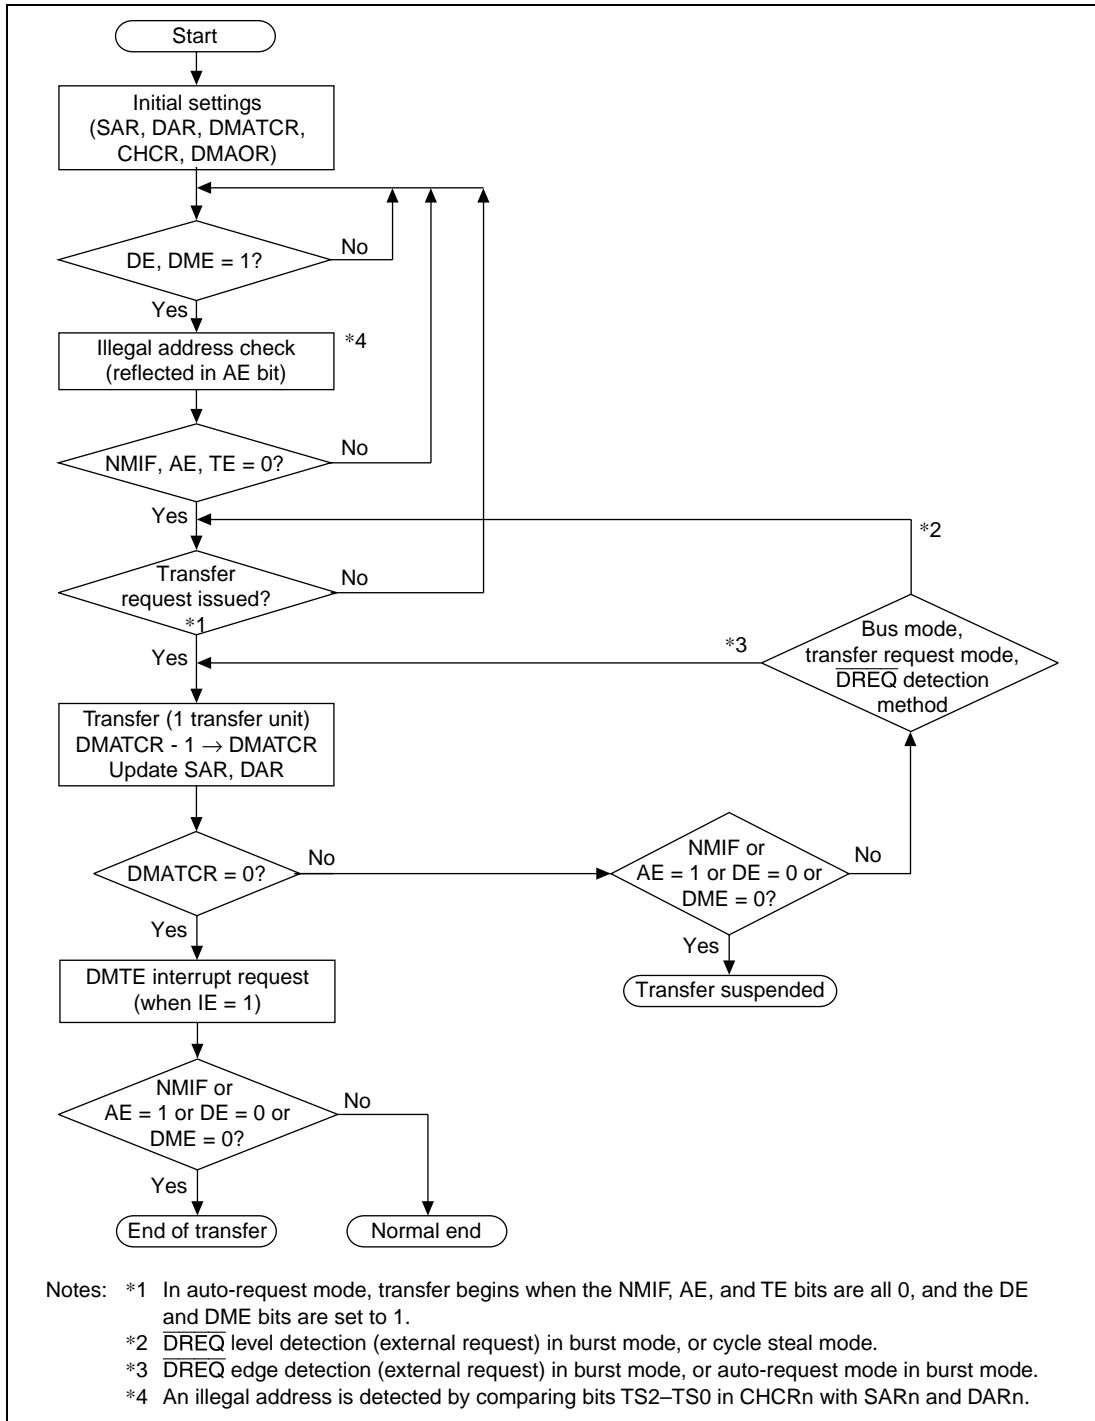 Start
Initial settings
(SAR, DAR, DMATCR,
CHCR, DMAOR)
DE, DME = 1?
No
Yes
Illegal address check
(reflected in AE bit)
*4
NMIF, AE, TE = 0?
No
Yes
*2
Transfer
request issued?
*1
No
Bus mode,
transfer request mode,
DREQ detection
method
*3
Yes
Transfer (1 transfer unit)
DMATCR - 1 → DMATCR
Update SAR, DAR
DMATCR = 0?
No
NMIF or
AE = 1 or DE = 0 or
DME = 0?
No
Yes
Yes
Transfer suspended
DMTE interrupt request
(when IE = 1)
NMIF or
AE = 1 or DE = 0 or
DME = 0?
No
Yes
End of transfer
Normal end
Notes: *1 In auto-request mode, transfer begins when the NMIF, AE, and TE bits are all 0, and the DE
and DME bits are set to 1.
*2 DREQ level detection (external request) in burst mode, or cycle steal mode.
*3 DREQ edge detection (external request) in burst mode, or auto-request mode in burst mode.
*4 An illegal address is detected by comparing bits TS2–TS0 in CHCRn with SARn and DARn.